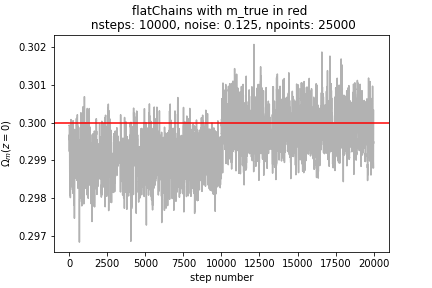 flatChains with m_true in red
nsteps: 10000, noise: 0.125, npoints: 25000
0.302
0.301
0.300
0.299
0.298
0.297
Ωₘ(z = 0)
0 2500 5000 7500 10000 12500 15000 17500 20000
step number